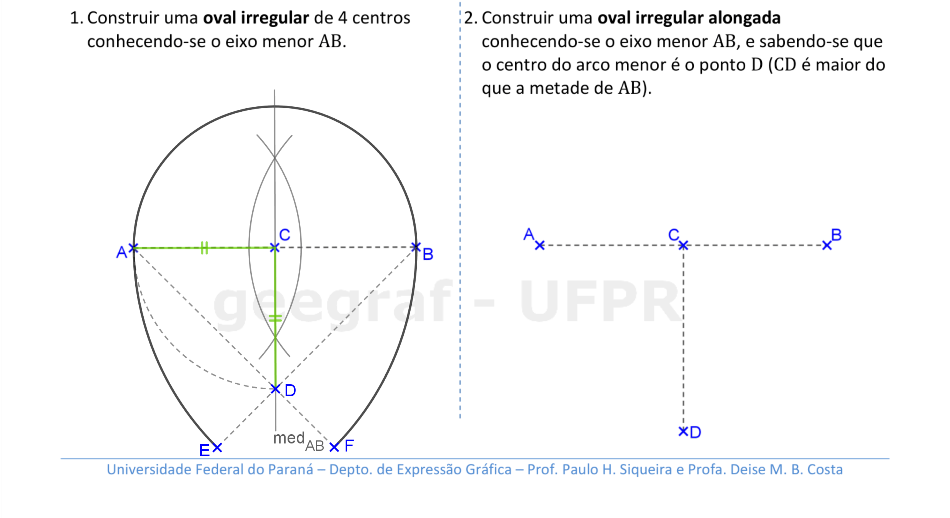 1. Construir uma oval irregular de 4 centros
conhecendo-se o eixo menor AB.
2. Construir uma oval irregular alongada
conhecendo-se o eixo menor AB, e sabendo-se que
o centro do arco menor é o ponto D (CD é maior do
que a metade de AB).
C
A
B
D
med AB
E
F
A
C
B
D
geegraf - UFPR
Universidade Federal do Paraná – Depto. de Expressão Gráfica – Prof. Paulo H. Siqueira e Profa. Deise M. B. Costa